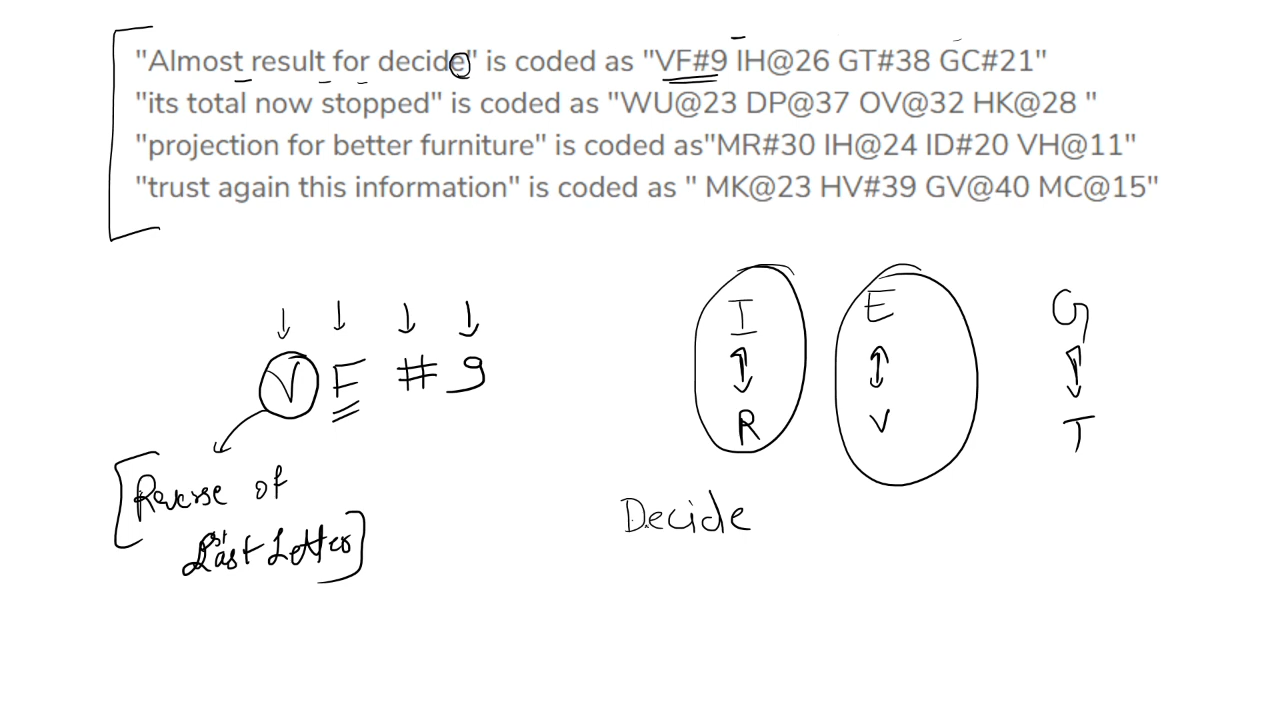 "Almost result for decide" is coded as "VF#9 IH@26 GT#38 GC#21"
"its total now stopped" is coded as "WU@23 DP@37 OV@32 HK@28 "
"projection for better furniture" is coded as"MR#30 IH@24 ID#20 VH@11"
"trust again this information" is coded as " MK@23 HV#39 GV@40 MC@15"
I E G
V F # 9
R V T
Reverse of
Last Letter
Decide